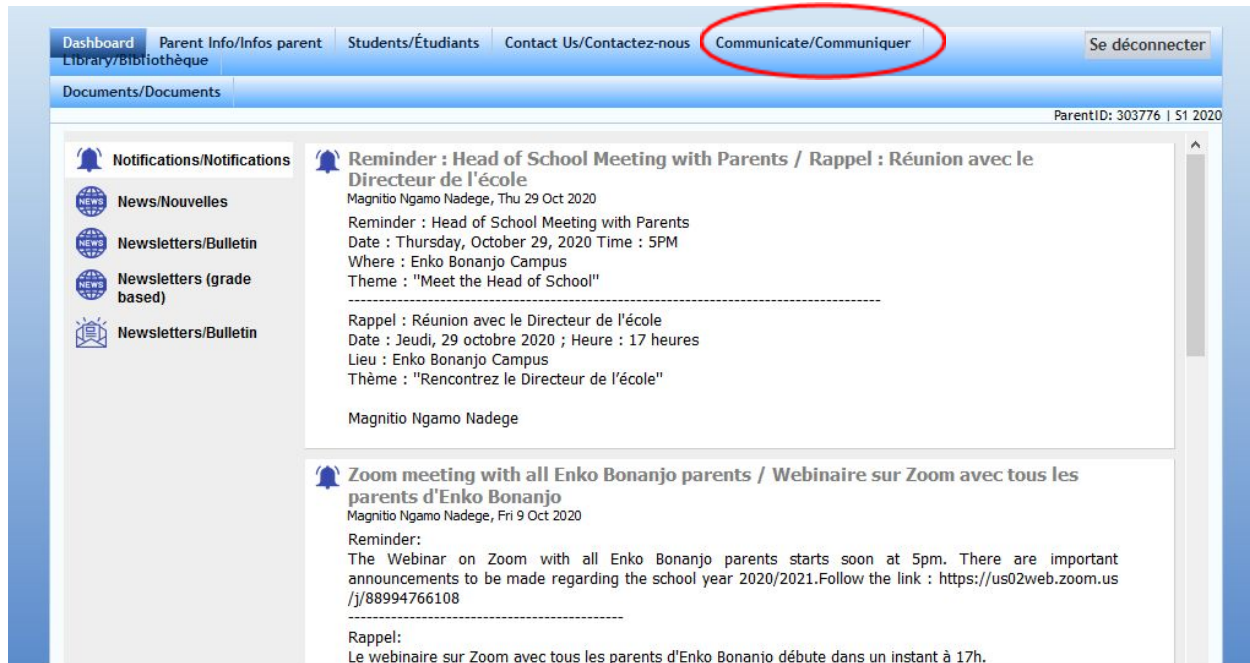 Dashboard Parent Info/Infos parent Students/Étudiants Contact Us/Contactez-nous Communicate/Communiquer Se déconnecter
Library/Bibliothèque
Documents/Documents
ParentID: 303776 | S1 2020
Notifications/Notifications
NEWS News/Nouvelles
NEWS Newsletters/Bulletin
NEWS Newsletters (grade
based)
Newsletters/Bulletin
Reminder : Head of School Meeting with Parents / Rappel : Réunion avec le
Directeur de l'école
Magnitio Ngamo Nadege, Thu 29 Oct 2020
Reminder : Head of School Meeting with Parents
Date : Thursday, October 29, 2020 Time : 5PM
Where : Enko Bonanjo Campus
Theme : "Meet the Head of School"
---------------------------------------------------------------------------------------
Rappel : Réunion avec le Directeur de l'école
Date : Jeudi, 29 octobre 2020 ; Heure : 17 heures
Lieu : Enko Bonanjo Campus
Thème : "Rencontrez le Directeur de l’école"
Magnitio Ngamo Nadege
Zoom meeting with all Enko Bonanjo parents / Webinaire sur Zoom avec tous les
parents d'Enko Bonanjo
Magnitio Ngamo Nadege, Fri 9 Oct 2020
Reminder:
The Webinar on Zoom with all Enko Bonanjo parents starts soon at 5pm. There are important
announcements to be made regarding the school year 2020/2021.Follow the link : https://us02web.zoom.us
/j/88994766108
---------------------------------------------
Rappel:
Le webinaire sur Zoom avec tous les parents d'Enko Bonanjo débute dans un instant à 17h.